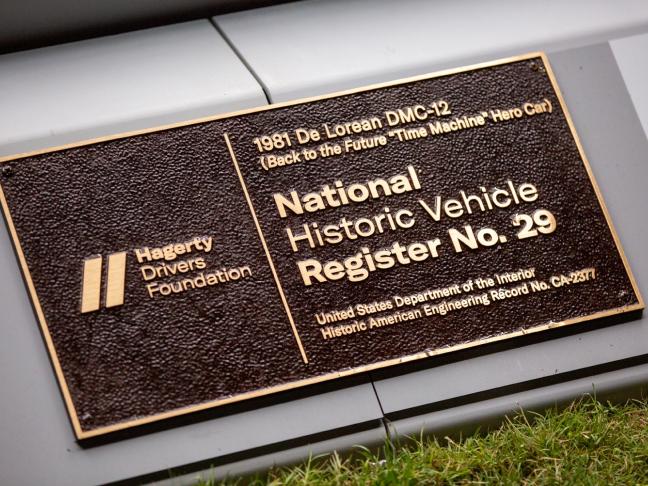 Hagerty
Drivers
Foundation
1981 De Lorean DMC-12
(Back to the Future "Time Machine" Hero Car)
National
Historic Vehicle
Register No. 29
United States Department of the Interior
Historic American Engineering Record No. CA-2377